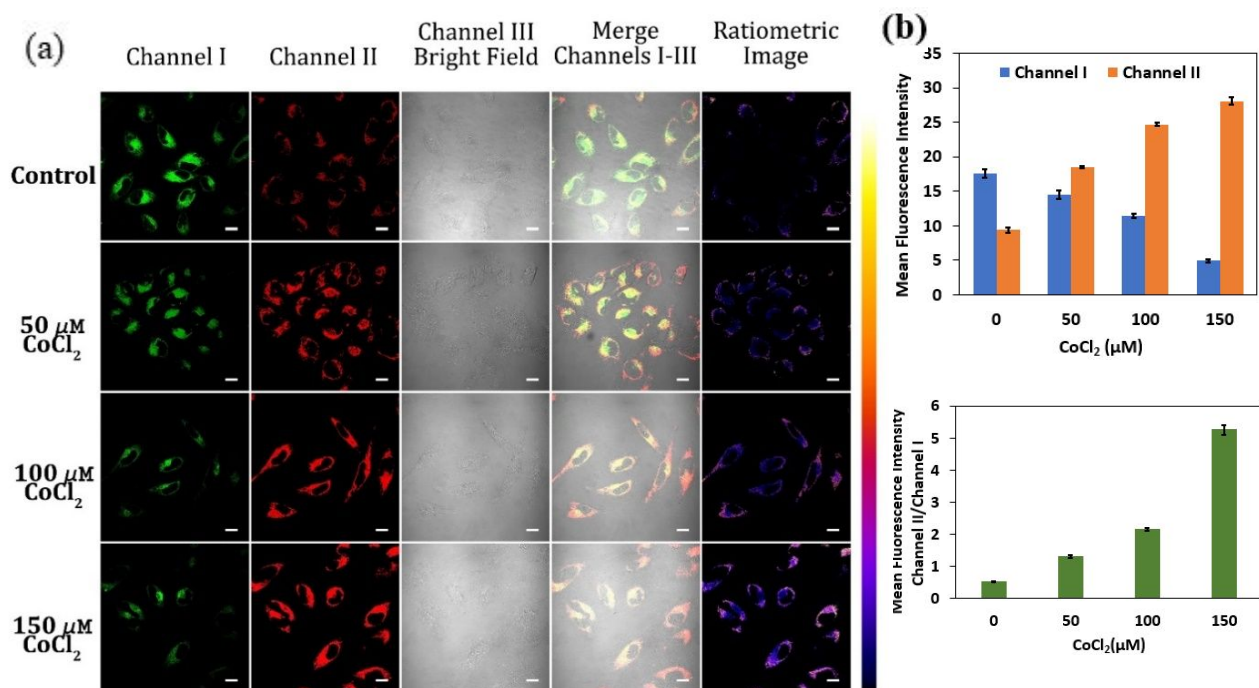 (a)
Channel I
Channel II
Channel III
Bright Field
Merge
Channels I-III
Ratiometric
Image
Control
50 μM
CoCl₂
100 μM
CoCl₂
150 μM
CoCl₂
(b)
Mean Fluorescence Intensity
35
30
25
20
15
10
5
0
Channel I
Channel II
0
50
100
150
CoCl₂ (μM)
Mean Fluorescence Intensity
Channel II/Channel I
6
5
4
3
2
1
0
0
50
100
150
CoCl₂(μM)